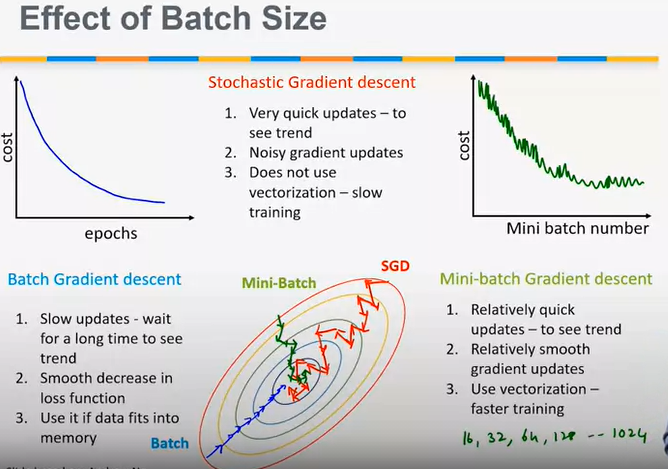 Effect of Batch Size
cost
epochs
Stochastic Gradient descent
1. Very quick updates – to
see trend
2. Noisy gradient updates
3. Does not use
vectorization – slow
training
cost
Mini batch number
Batch Gradient descent
1. Slow updates - wait
for a long time to see
trend
2. Smooth decrease in
loss function
3. Use it if data fits into
memory
Mini-Batch
SGD
Batch
Mini-batch Gradient descent
1. Relatively quick
updates – to see trend
2. Relatively smooth
gradient updates
3. Use vectorization –
faster training
16, 32, 64, 128 -- 1024